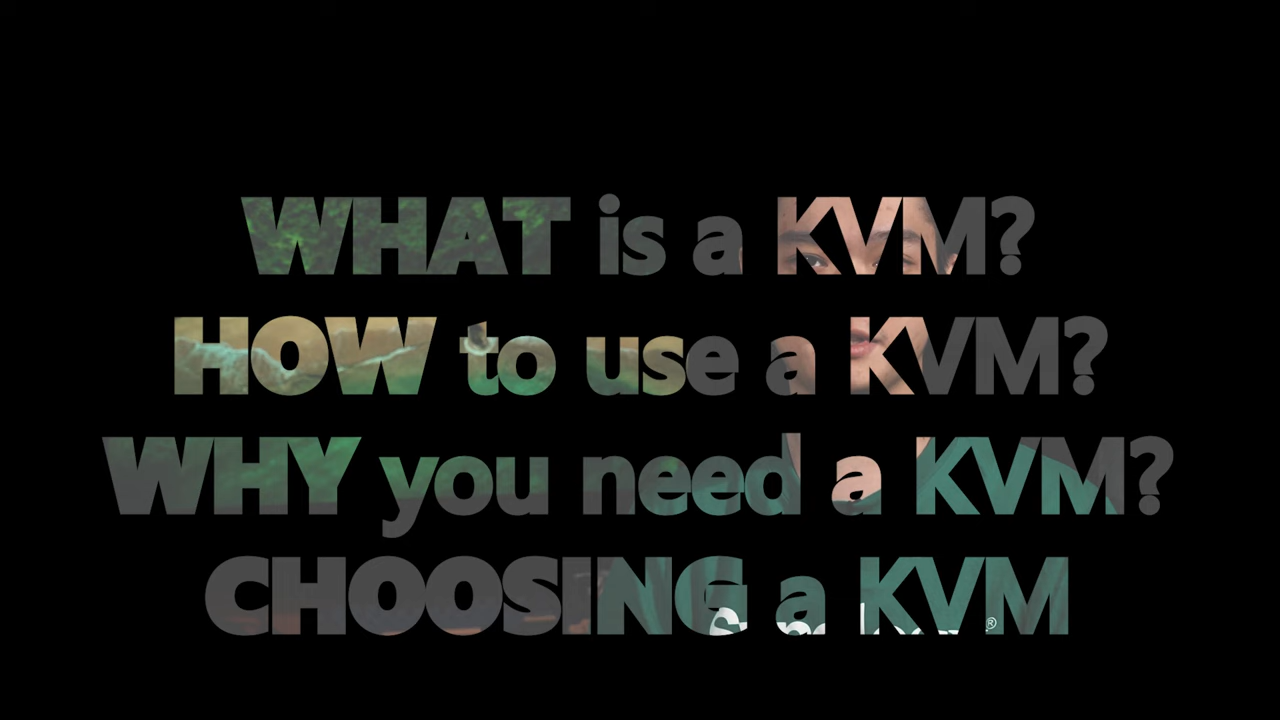 WHAT is a KVM?
HOW to use a KVM?
WHY you need a KVM?
CHOOSING a KVM